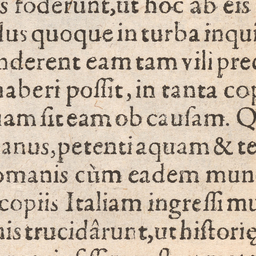 s foderunt,ut hoc ab eis
dus quoque in turba inqui
nderent eam tam vili prec
haberi possit, in tanta cop
uam sit eam ob causam. Q
anus,petenti aquam & te
omanis cùm eadem mun
copiis Italiam ingressi mu
nis trucidârunt,ut historię